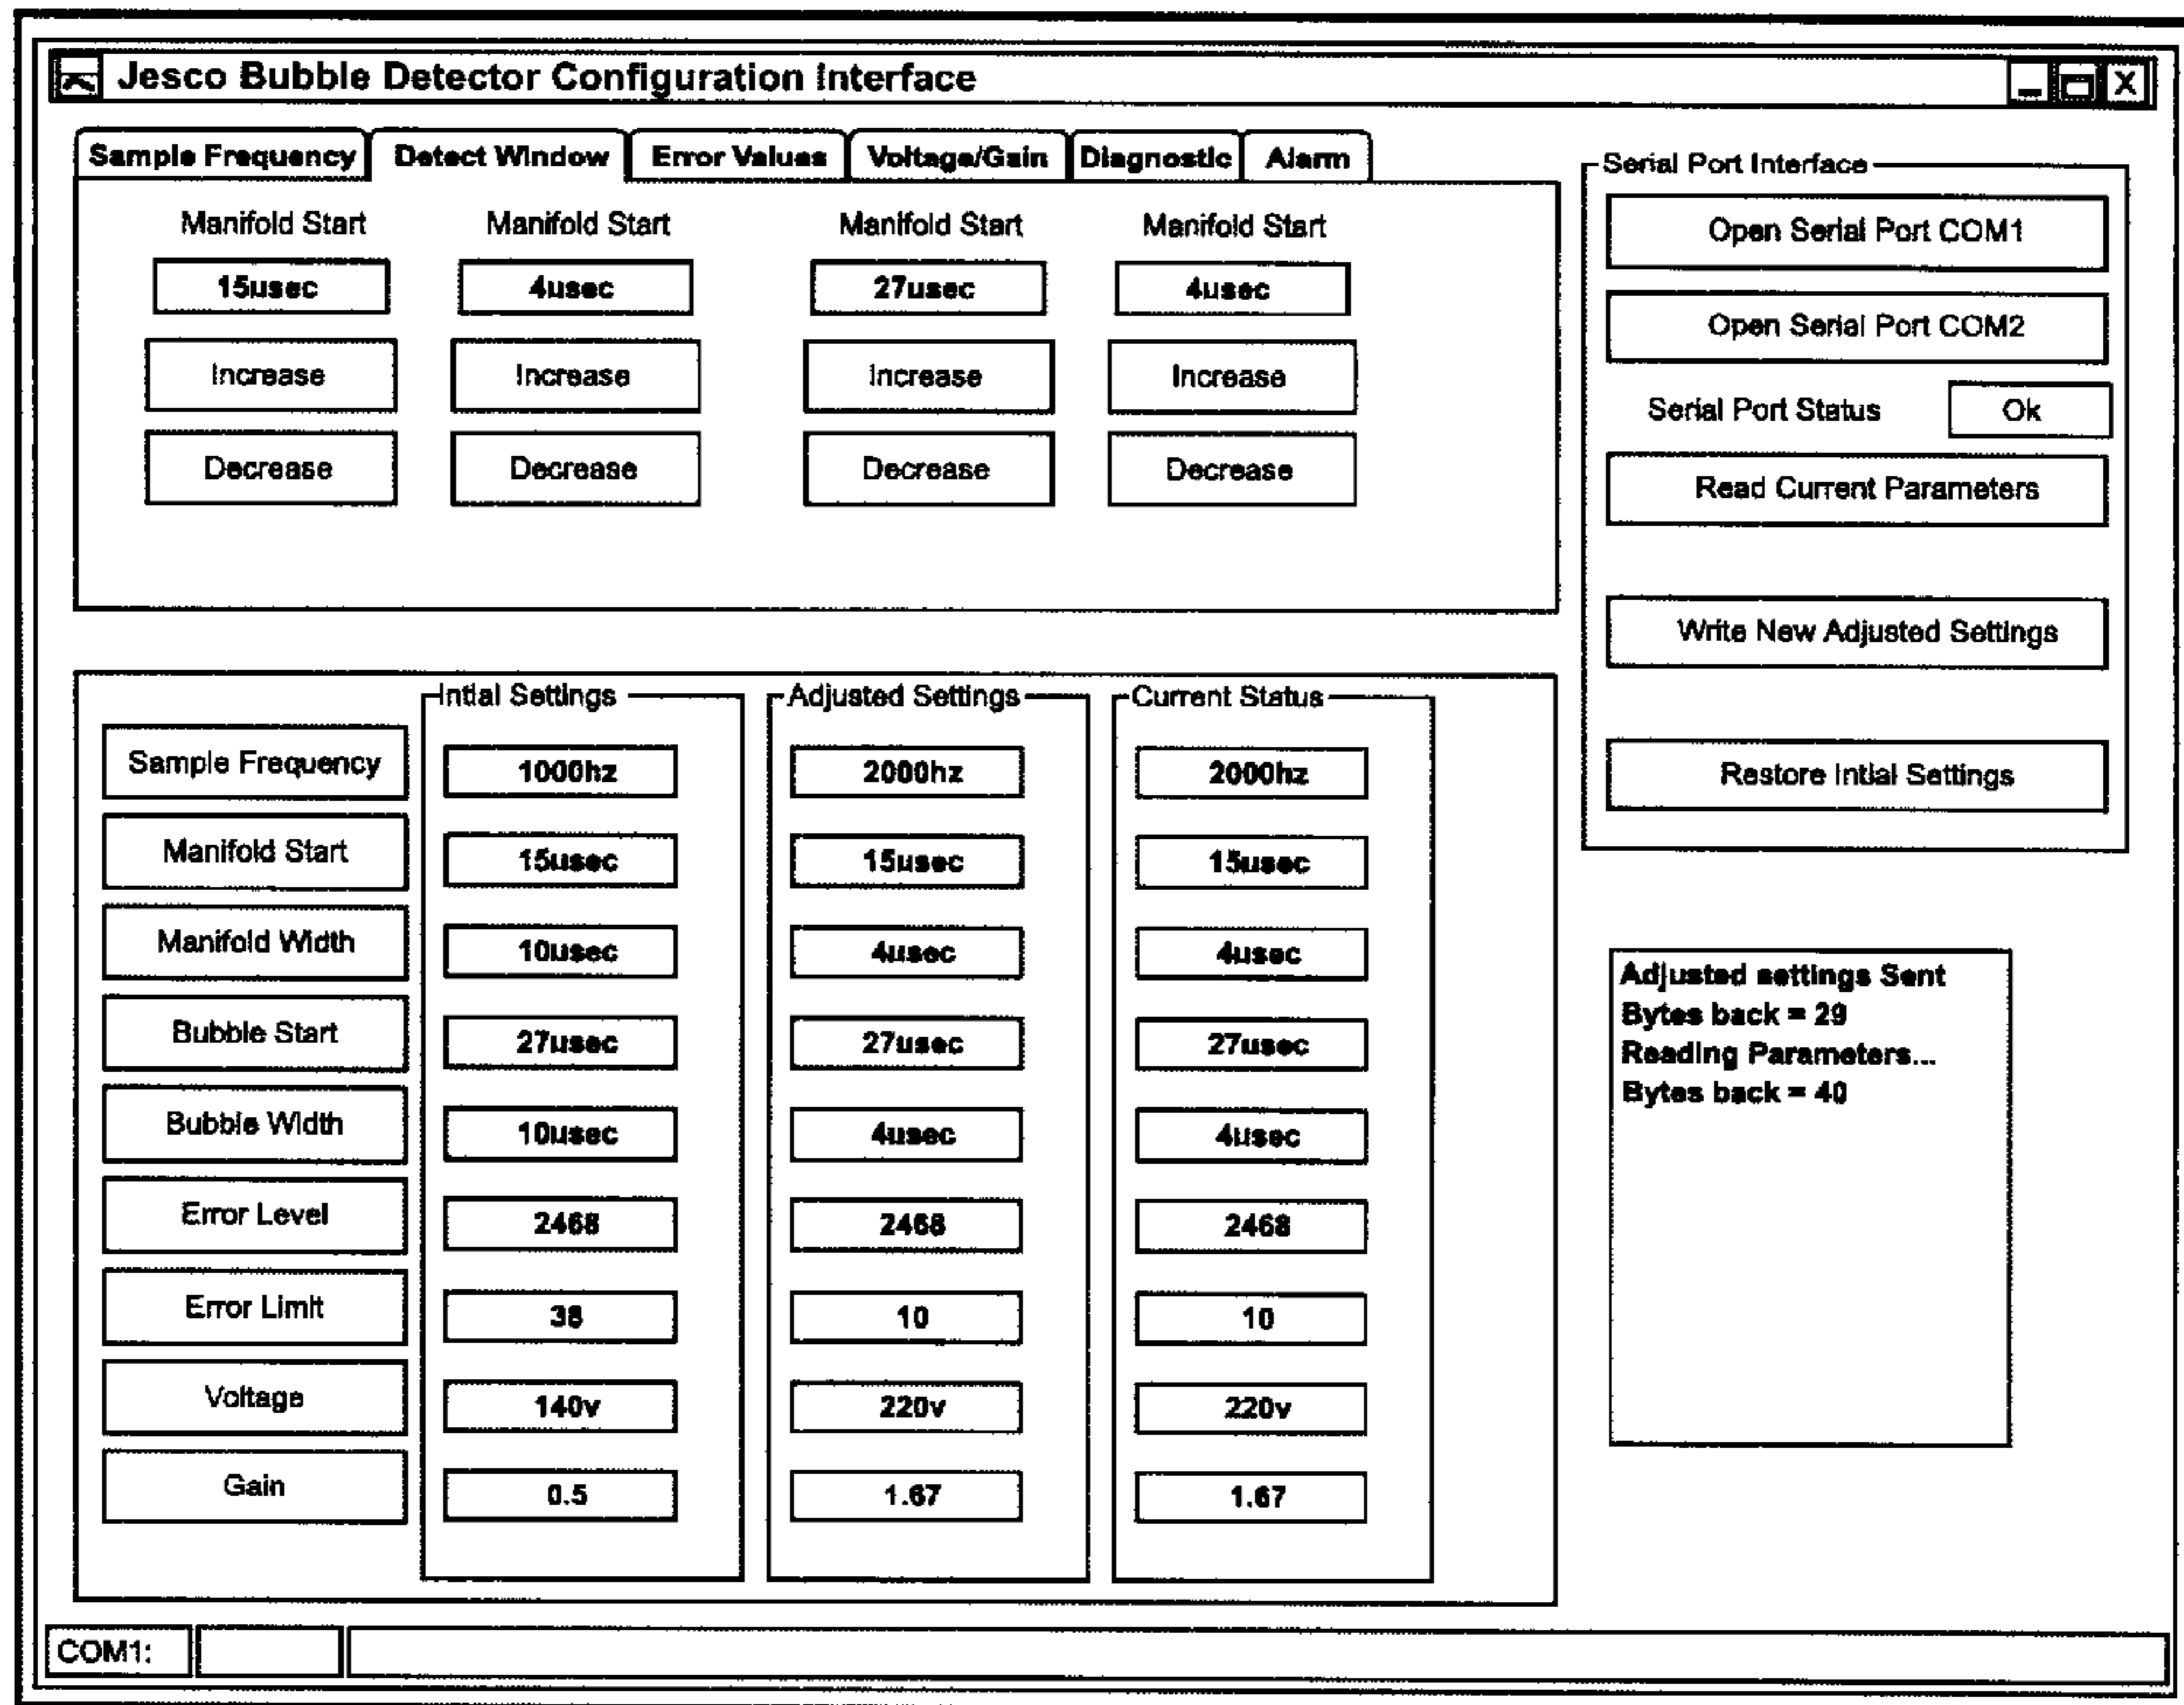 Jesco Bubble Detector Configuration Interface
Sample Frequency Detect Window Error Values Voltage/Gain Diagnostic Alarm
Manifold Start Manifold Start Manifold Start Manifold Start
15usec 4usec 27usec 4usec
Increase Increase Increase Increase
Decrease Decrease Decrease Decrease
Serial Port Interface
Open Serial Port COM1
Open Serial Port COM2
Serial Port Status Ok
Read Current Parameters
Write New Adjusted Settings
Restore Intial Settings
Intial Settings Adjusted Settings Current Status
Sample Frequency 1000hz 2000hz 2000hz
Manifold Start 15usec 15usec 15usec
Manifold Width 10usec 4usec 4usec
Bubble Start 27usec 27usec 27usec
Bubble Width 10usec 4usec 4usec
Error Level 2468 2468 2468
Error Limit 38 10 10
Voltage 140v 220v 220v
Gain 0.5 1.67 1.67
Adjusted settings Sent
Bytes back = 29
Reading Parameters...
Bytes back = 40
COM1: